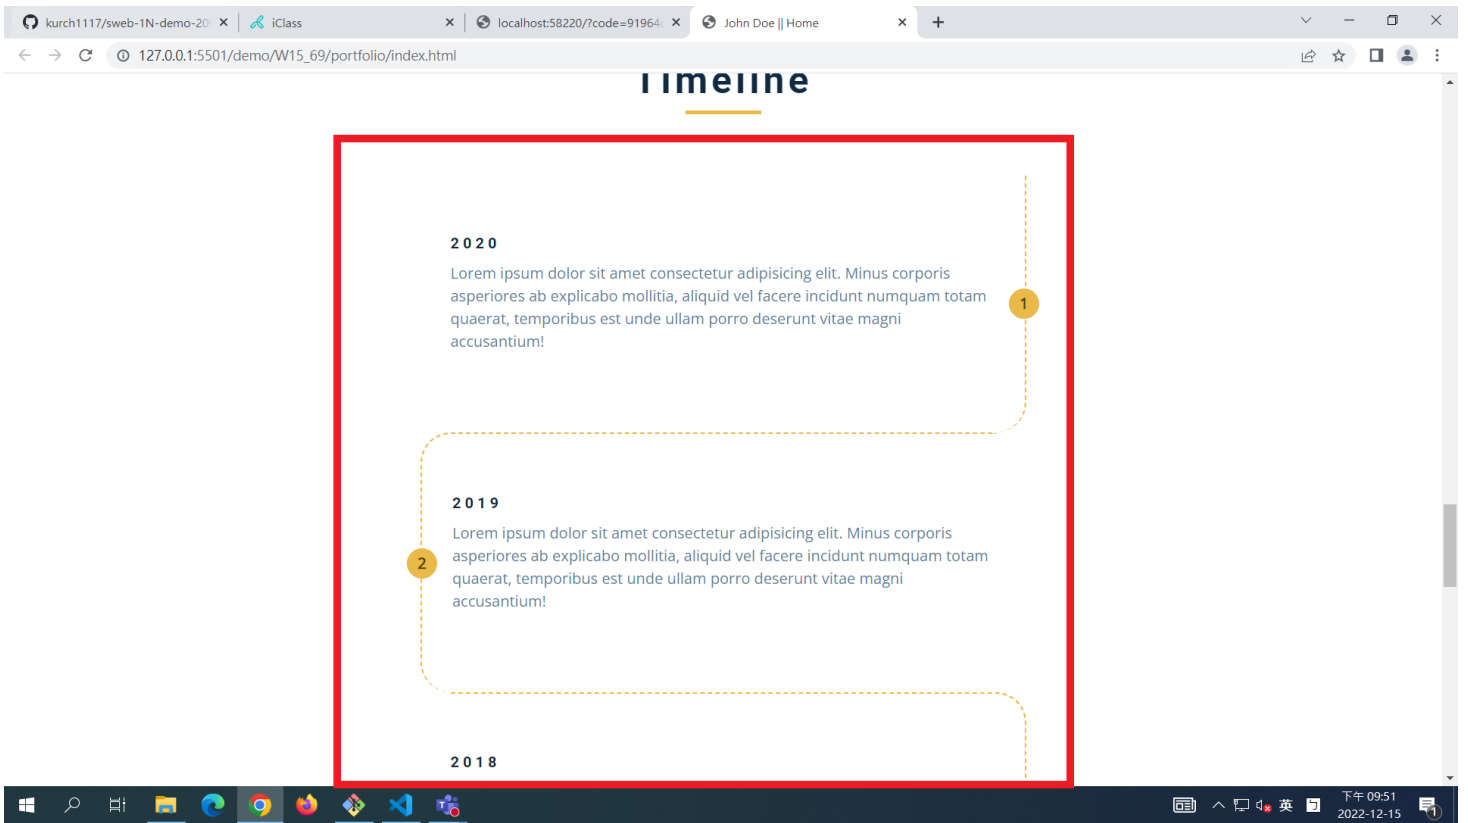 kurch1117/sweb-1N-demo-20
iClass
localhost:58220/?code=91964
John Doe || Home
127.0.0.1:5501/demo/W15_69/portfolio/index.html
Timeline
2020
Lorem ipsum dolor sit amet consectetur adipisicing elit. Minus corporis
asperiores ab explicabo mollitia, aliquid vel facere incidunt numquam totam
quaerat, temporibus est unde ullam porro deserunt vitae magni
accusantium!
1
2019
Lorem ipsum dolor sit amet consectetur adipisicing elit. Minus corporis
asperiores ab explicabo mollitia, aliquid vel facere incidunt numquam totam
quaerat, temporibus est unde ullam porro deserunt vitae magni
accusantium!
2
2018
英
下午 09:51
2022-12-15
1